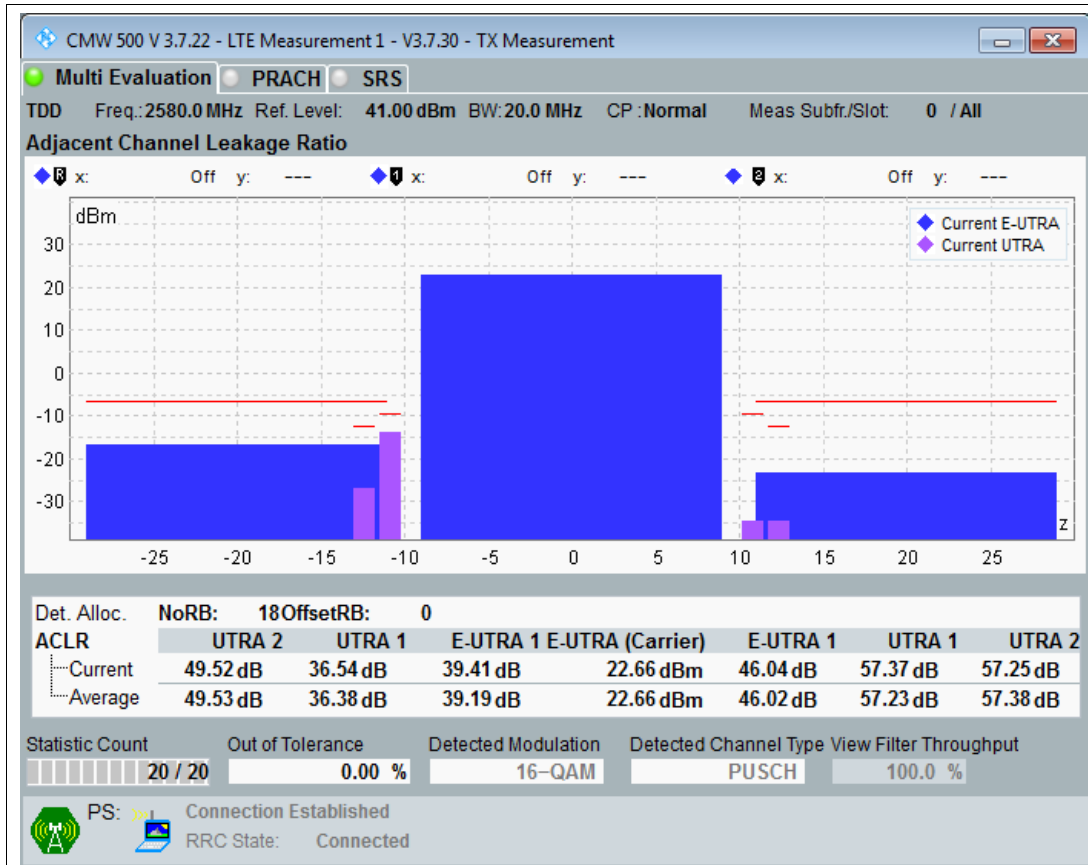 CMW 500 V 3.7.22 - LTE Measurement 1 - V3.7.30 - TX Measurement
Multi Evaluation PRACH SRS
TDD Freq.: 2580.0 MHz Ref. Level: 41.00 dBm BW: 20.0 MHz CP : Normal Meas Subfr./Slot: 0 / All
Adjacent Channel Leakage Ratio
R x: Off y: --- 1 x: Off y: --- 2 x: Off y: ---
dBm
Current E-UTRA
Current UTRA
30
20
10
0
-10
-20
-30
z
-25 -20 -15 -10 -5 0 5 10 15 20 25
Det. Alloc. NoRB: 18 OffsetRB: 0
ACLR UTRA 2 UTRA 1 E-UTRA 1 E-UTRA (Carrier) E-UTRA 1 UTRA 1 UTRA 2
Current 49.52 dB 36.54 dB 39.41 dB 22.66 dBm 46.04 dB 57.37 dB 57.25 dB
Average 49.53 dB 36.38 dB 39.19 dB 22.66 dBm 46.02 dB 57.23 dB 57.38 dB
Statistic Count Out of Tolerance Detected Modulation Detected Channel Type View Filter Throughput
20 / 20 0.00 % 16-QAM PUSCH 100.0 %
PS: Connection Established
RRC State: Connected